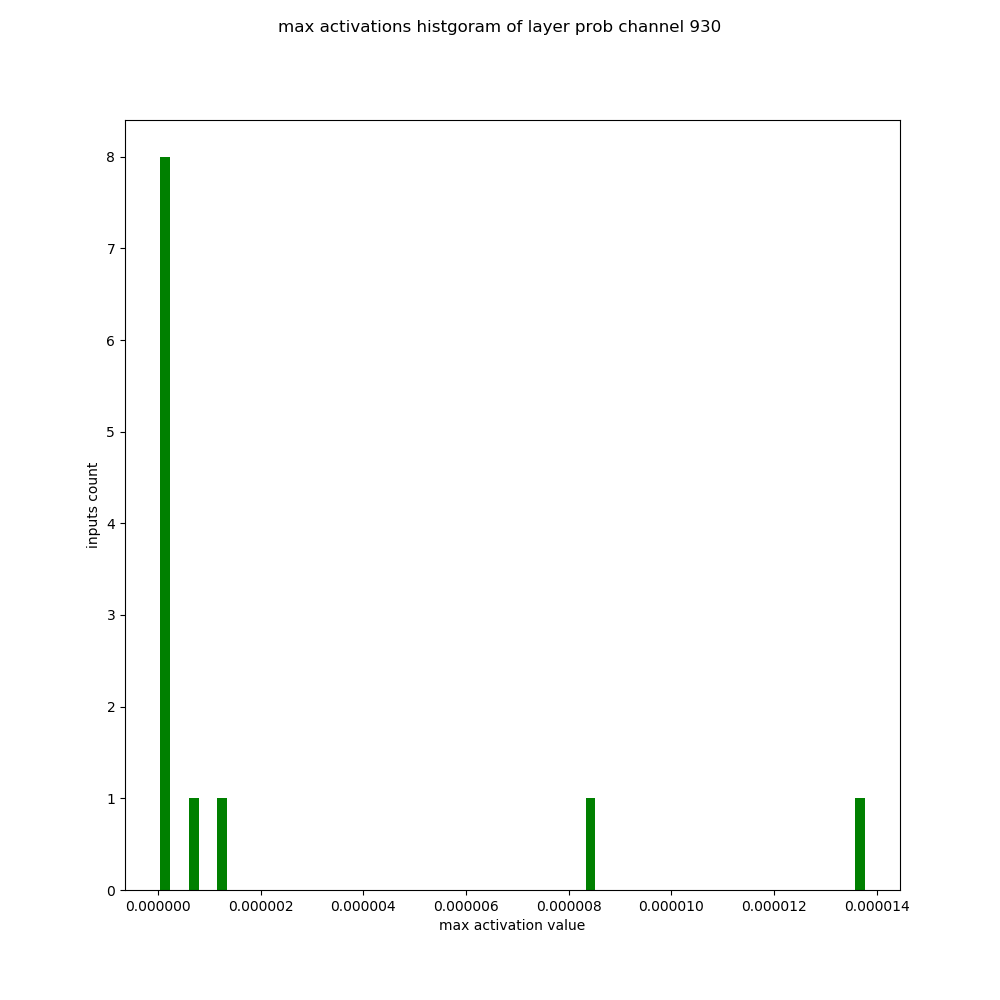 max activations histgoram of layer prob channel 930
8
7
6
5
4
3
2
1
0
inputs count
0.000000 0.000002 0.000004 0.000006 0.000008 0.000010 0.000012 0.000014
max activation value